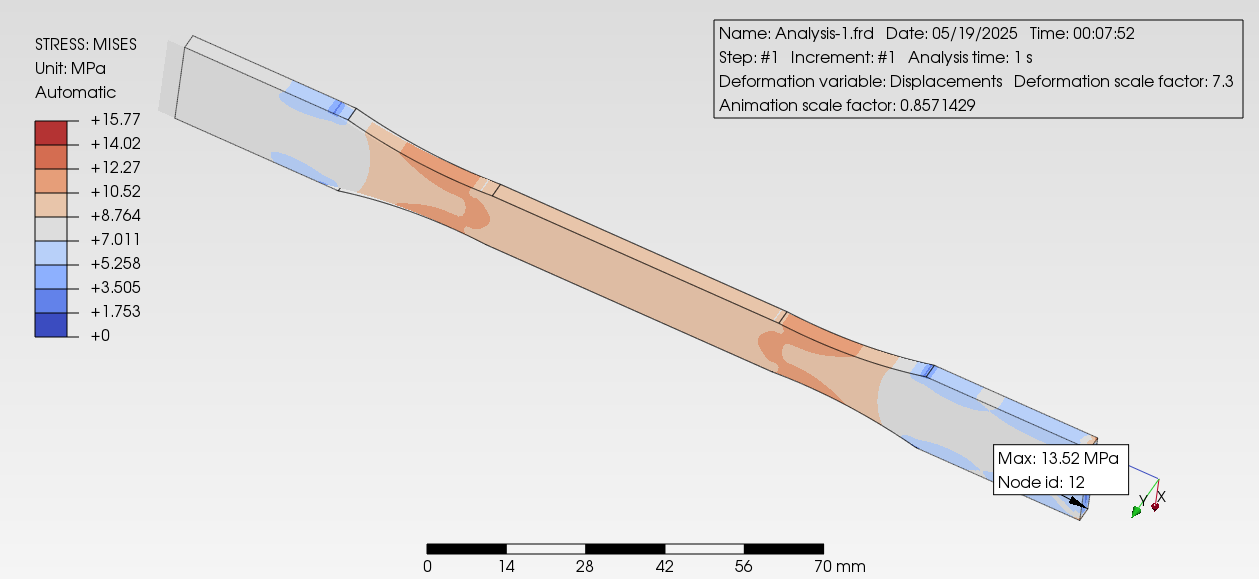 STRESS: MISES
Unit: MPa
Automatic
+15.77
+14.02
+12.27
+10.52
+8.764
+7.011
+5.258
+3.505
+1.753
+0
Name: Analysis-1.frd Date: 05/19/2025 Time: 00:07:52
Step: #1 Increment: #1 Analysis time: 1 s
Deformation variable: Displacements Deformation scale factor: 7.3
Animation scale factor: 0.8571429
Max: 13.52 MPa
Node id: 12
Y X
0 14 28 42 56 70 mm